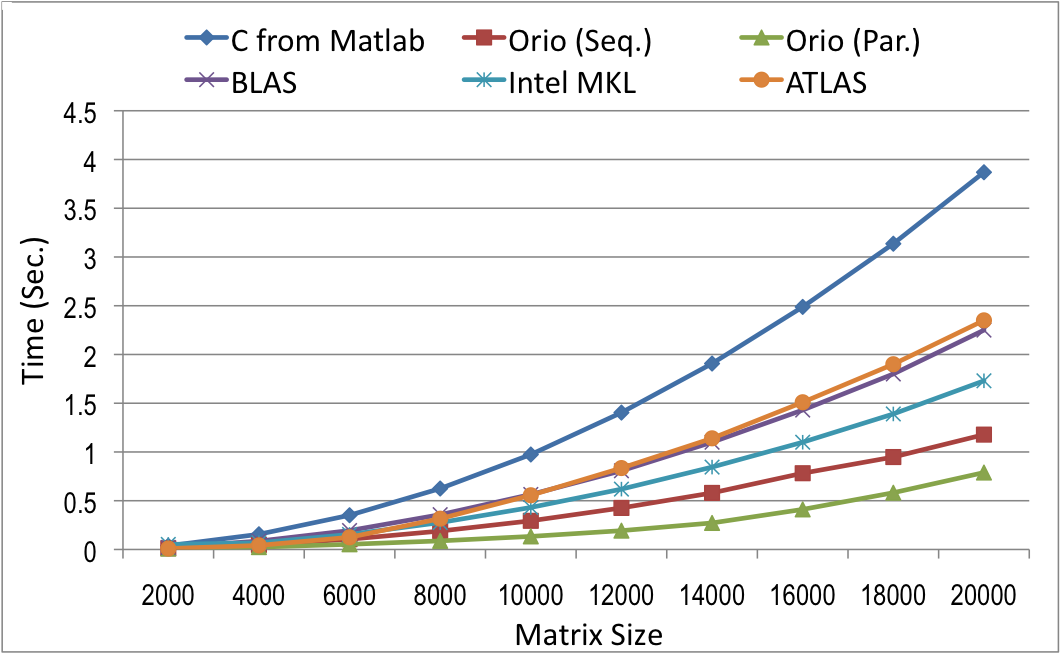 C from Matlab Orio (Seq.) Orio (Par.)
BLAS Intel MKL ATLAS
4.5
4
3.5
3
2.5
2
1.5
1
0.5
0
Time (Sec.)
2000 4000 6000 8000 10000 12000 14000 16000 18000 20000
Matrix Size